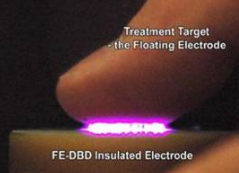 Treatment Target
- the Floating Electrode
FE-DBD Insulated Electrode